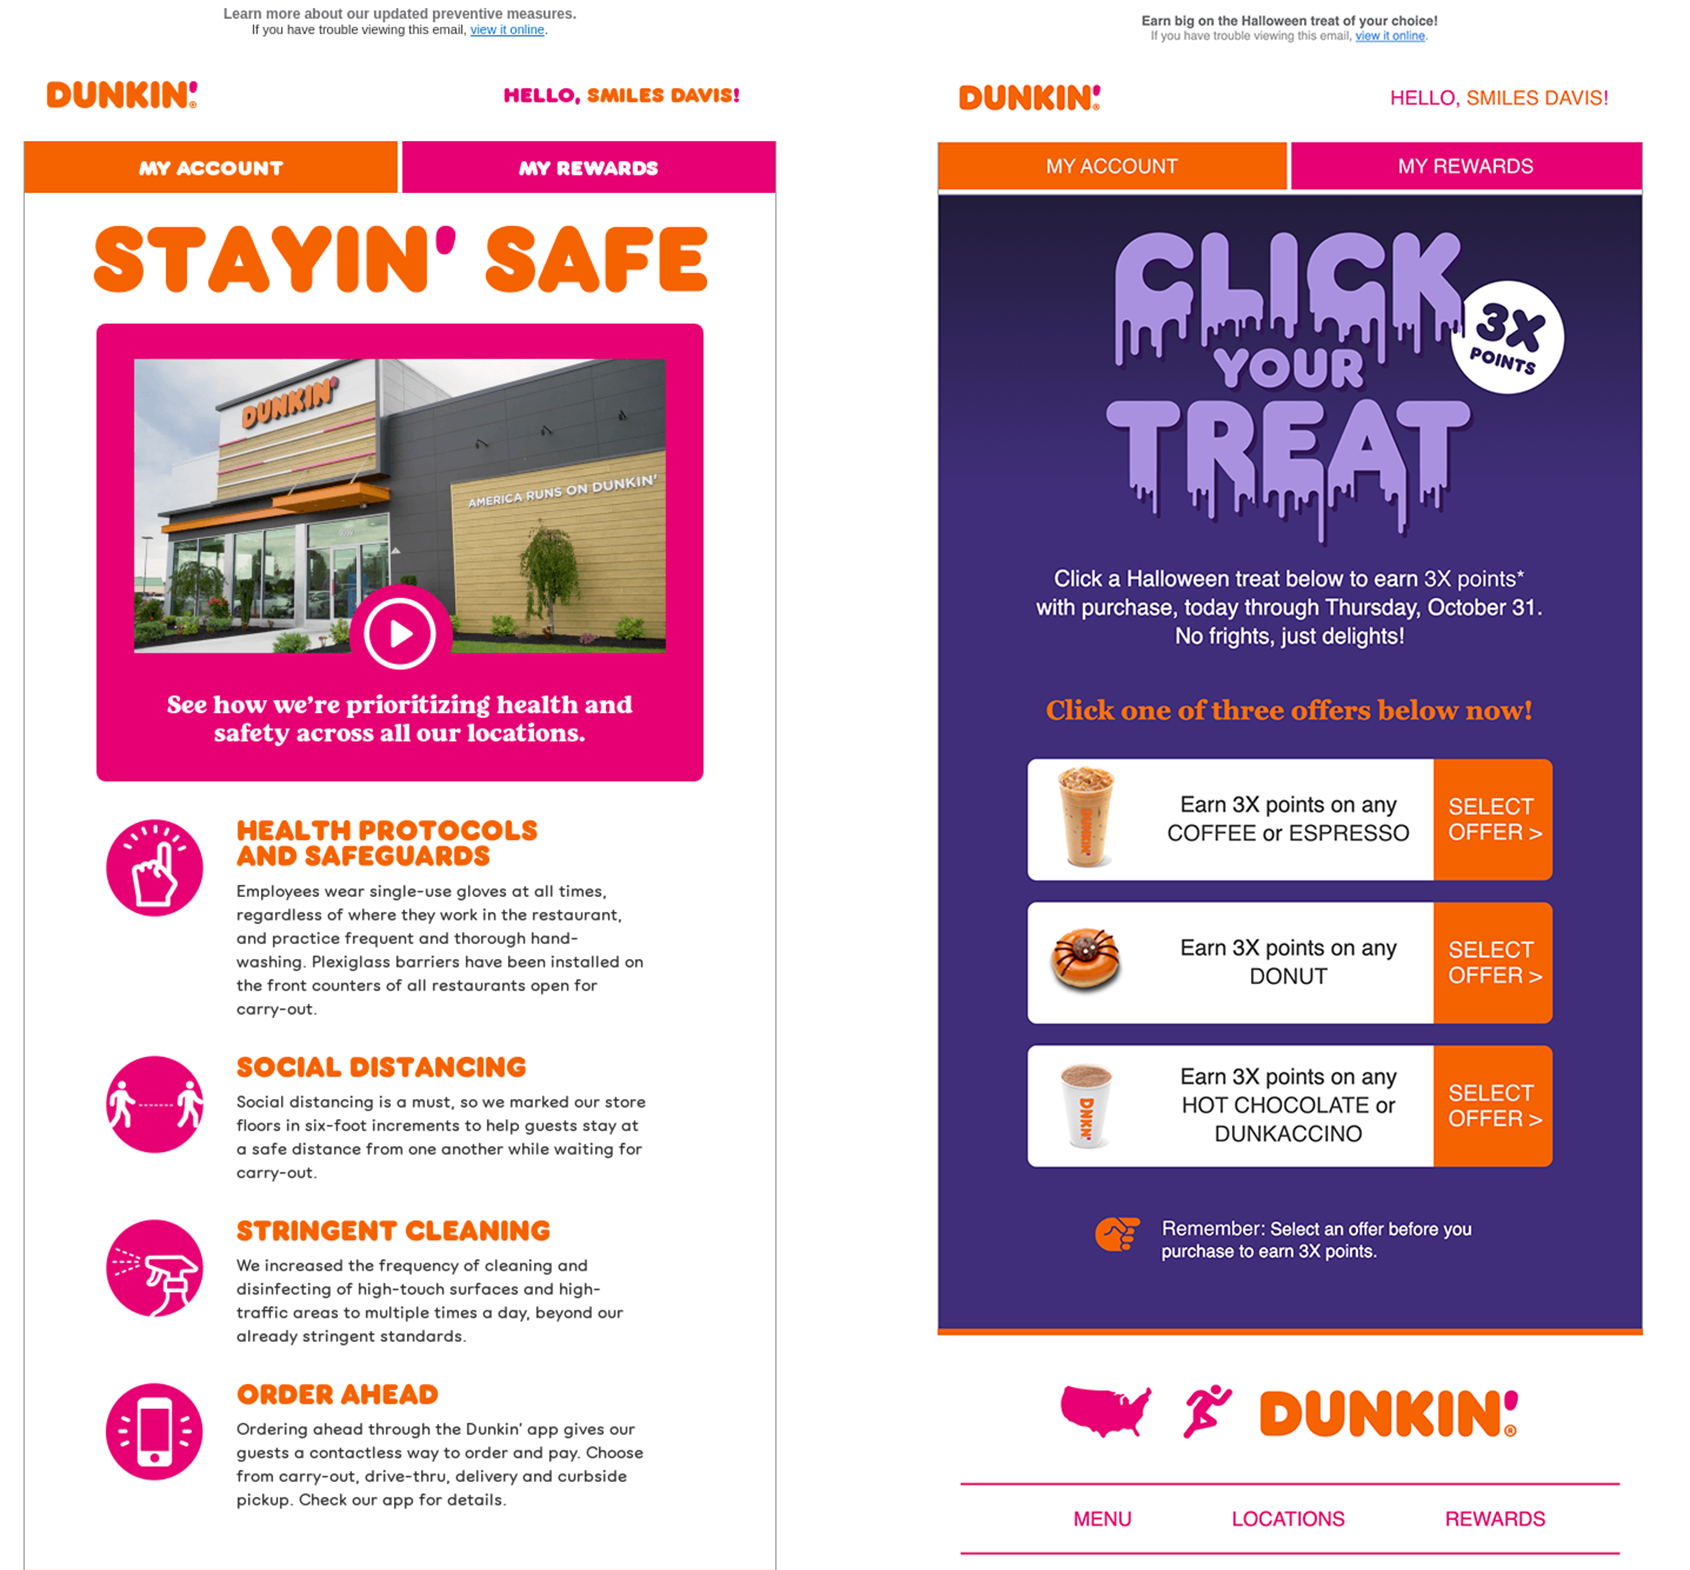 Learn more about our updated preventive measures.
If you have trouble viewing this email, view it online.
DUNKIN'®
HELLO, SMILES DAVIS!
MY ACCOUNT
MY REWARDS
STAYIN' SAFE
DUNKIN'
AMERICA RUNS ON DUNKIN'
See how we're prioritizing health and
safety across all our locations.
HEALTH PROTOCOLS
AND SAFEGUARDS
Employees wear single-use gloves at all times,
regardless of where they work in the restaurant,
and practice frequent and thorough hand-
washing. Plexiglass barriers have been installed on
the front counters of all restaurants open for
carry-out.
SOCIAL DISTANCING
Social distancing is a must, so we marked our store
floors in six-foot increments to help guests stay at
a safe distance from one another while waiting for
carry-out.
STRINGENT CLEANING
We increased the frequency of cleaning and
disinfecting of high-touch surfaces and high-
traffic areas to multiple times a day, beyond our
already stringent standards.
ORDER AHEAD
Ordering ahead through the Dunkin' app gives our
guests a contactless way to order and pay. Choose
from carry-out, drive-thru, delivery and curbside
pickup. Check our app for details.
Earn big on the Halloween treat of your choice!
If you have trouble viewing this email, view it online.
DUNKIN'®
HELLO, SMILES DAVIS!
MY ACCOUNT
MY REWARDS
CLICK
YOUR
TREAT
3X
POINTS
Click a Halloween treat below to earn 3X points*
with purchase, today through Thursday, October 31.
No frights, just delights!
Click one of three offers below now!
DUNKIN'
Earn 3X points on any
COFFEE or ESPRESSO
SELECT
OFFER >
Earn 3X points on any
DONUT
SELECT
OFFER >
DNKN'
Earn 3X points on any
HOT CHOCOLATE or
DUNKACCINO
SELECT
OFFER >
Remember: Select an offer before you
purchase to earn 3X points.
DUNKIN'®
MENU
LOCATIONS
REWARDS